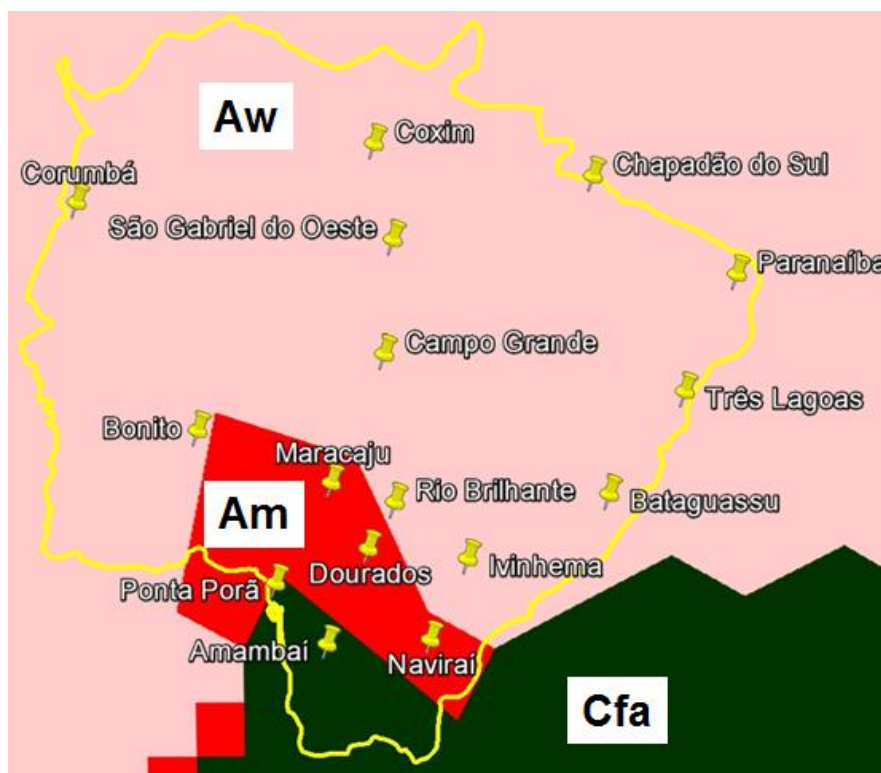 Aw
Coxim
Chapadão do Sul
Corumbá
São Gabriel do Oeste
Paranaíba
Campo Grande
Três Lagoas
Bonito
Maracaju
Rio Brilhante
Bataguassu
Am
Dourados
Ivinhema
Ponta Porã
Amambaí
Naviraí
Cfa